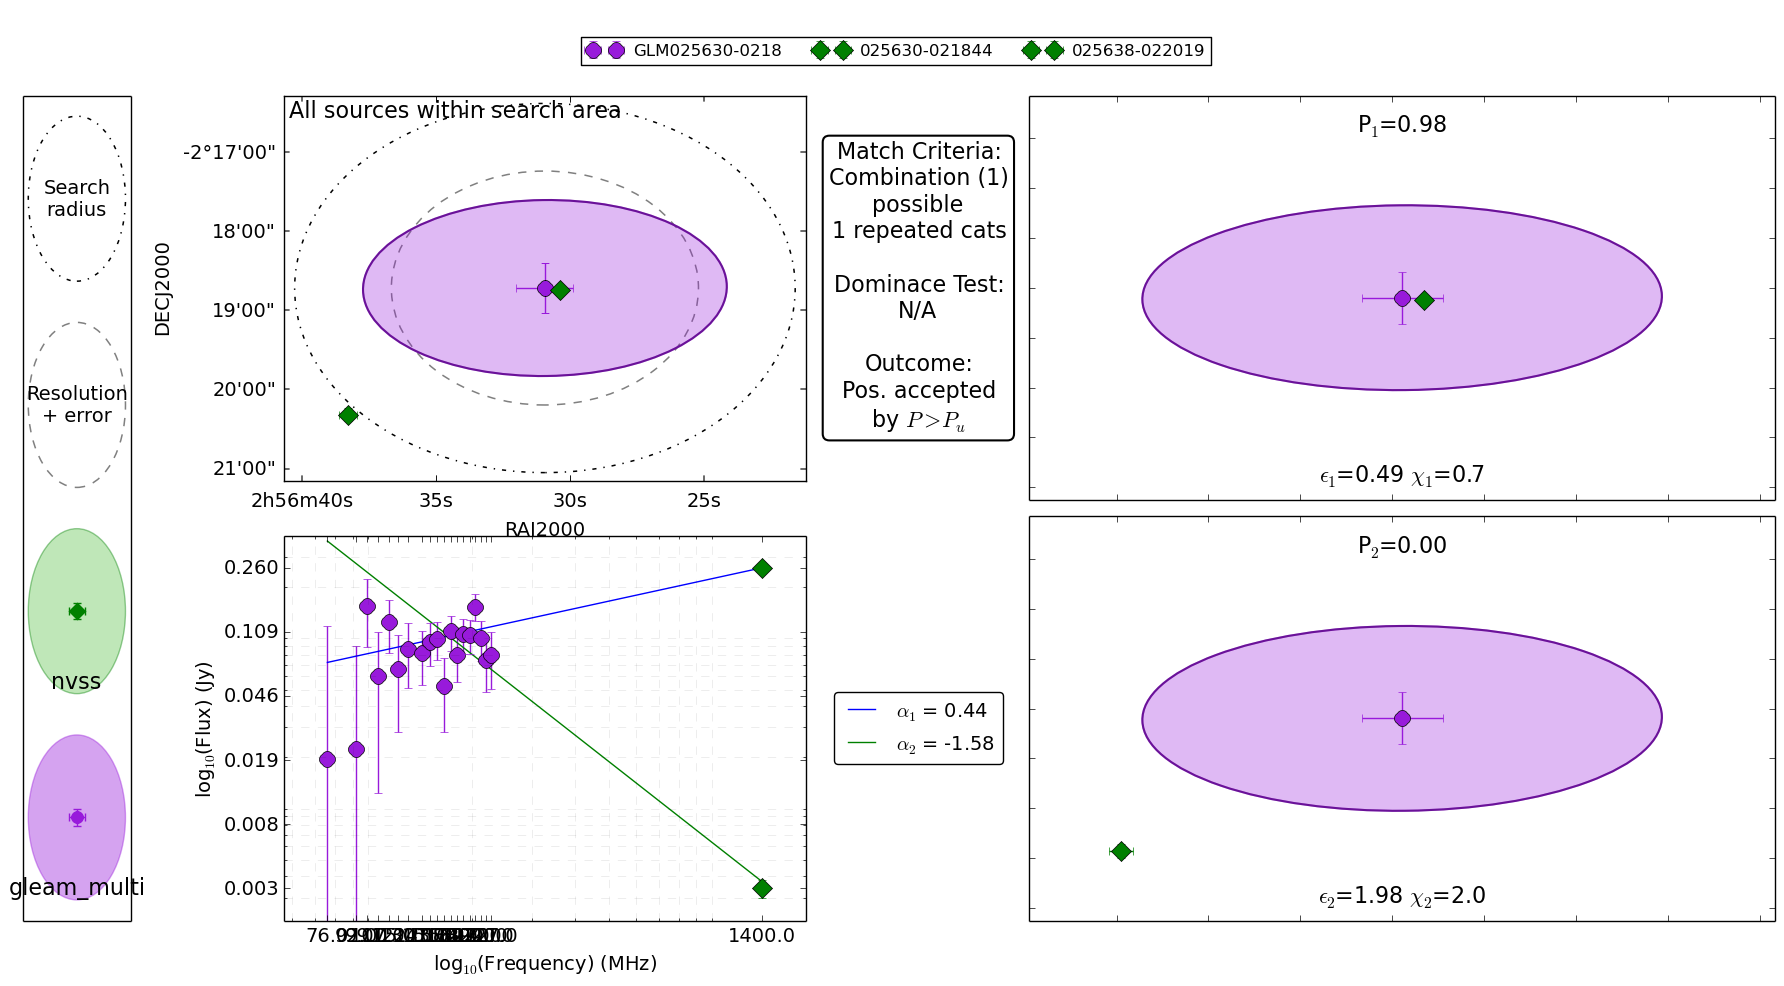 GLM025630-0218 025630-021844 025638-022019
Search
radius
Resolution
+ error
nvss
gleam_multi
All sources within search area
DECJ2000
-2°17'00"
18'00"
19'00"
20'00"
21'00"
2h56m40s 35s 30s 25s
RAJ2000
Match Criteria:
Combination (1)
possible
1 repeated cats
Dominace Test:
N/A
Outcome:
Pos. accepted
by P>Pᵤ
P₁=0.98
ϵ₁=0.49 χ₁=0.7
log₁₀(Flux) (Jy)
0.260
0.109
0.046
0.019
0.008
0.003
1400.0
log₁₀(Frequency) (MHz)
α₁ = 0.44
α₂ = -1.58
P₂=0.00
ϵ₂=1.98 χ₂=2.0